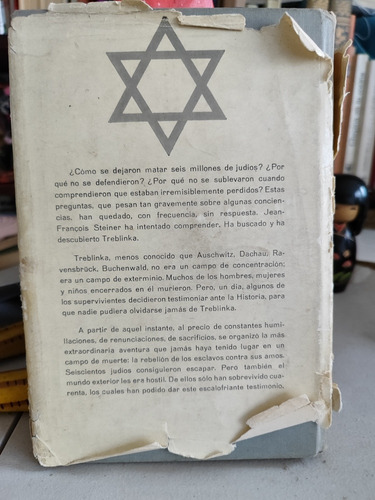 ¿Cómo se dejaron matar seis millones de judios? ¿Por
qué no se defendieron? ¿Por qué no se sublevaron cuando
comprendieron que estaban irremisiblemente perdidos? Estas
preguntas, que pesan tan gravemente sobre algunas concien-
cias, han quedado, con frecuencia, sin respuesta. Jean-
François Steiner ha intentado comprender. Ha buscado y ha
descubierto Treblinka.
Treblinka, menos conocido que Auschwitz, Dachau, Ra-
vensbrück, Buchenwald, no era un campo de concentración;
era un campo de exterminio. Muchos de los hombres, mujeres
y niños encerrados en él murieron. Pero, un día, algunos de
los supervivientes decidieron testimoniar ante la Historia, para
que nadie pudiera olvidarse jamás de Treblinka.
A partir de aquel instante, al precio de constantes humi-
llaciones, de renunciaciones, de sacrificios, se organizó la más
extraordinaria aventura que jamás haya tenido lugar en un
campo de muerte: la rebelión de los esclavos contra sus amos.
Seiscientos judíos consiguieron escapar. Pero también el
mundo exterior les era hostil. De ellos sólo han sobrevivido cua-
renta, los cuales han podido dar este escalofriante testimonio.